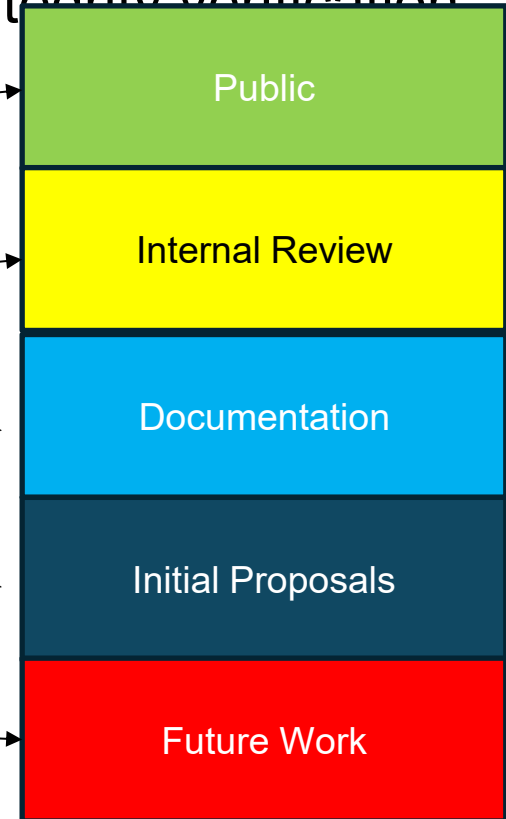 Public
Internal Review
Documentation
Initial Proposals
Future Work